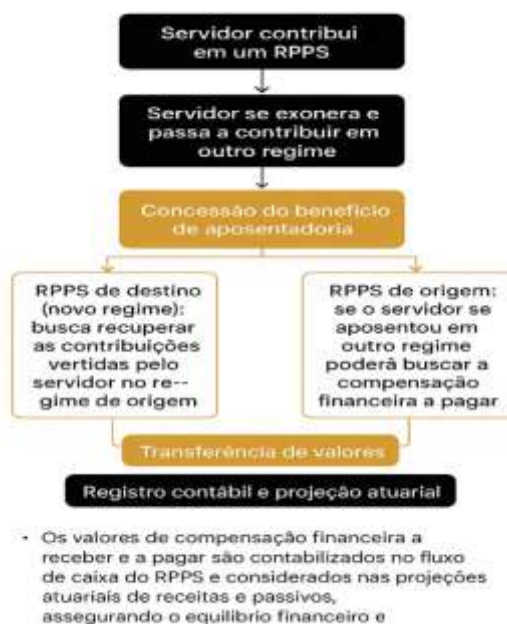 Servidor contribui
em um RPPS
Servidor se exonera e
passa a contribuir em
outro regime
Concessão do benefício
de aposentadoria
RPPS de destino
(novo regime):
busca recuperar
as contribuições
vertidas pelo
servidor no re--
gime de origem
RPPS de origem:
se o servidor se
aposentou em
outro regime
poderá buscar a
compensação
financeira a pagar
Transferência de valores
Registro contábil e projeção atuarial
• Os valores de compensação financeira a
receber e a pagar são contabilizados no fluxo
de caixa do RPPS e considerados nas projeções
atuariais de receitas e passivos,
assegurando o equilíbrio financeiro e